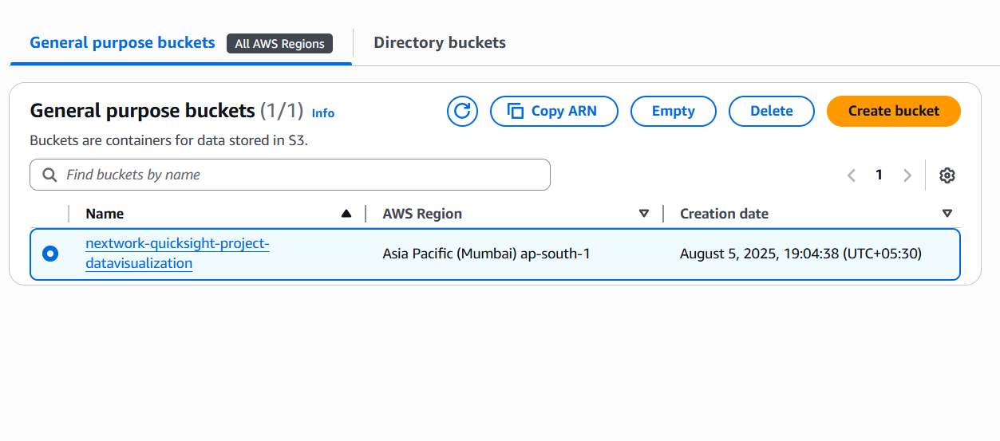 General purpose buckets All AWS Regions Directory buckets
General purpose buckets (1/1) Info Copy ARN Empty Delete Create bucket
Buckets are containers for data stored in S3.
Find buckets by name 1
Name AWS Region Creation date
nextwork-quicksight-project-
datavisualization
Asia Pacific (Mumbai) ap-south-1 August 5, 2025, 19:04:38 (UTC+05:30)